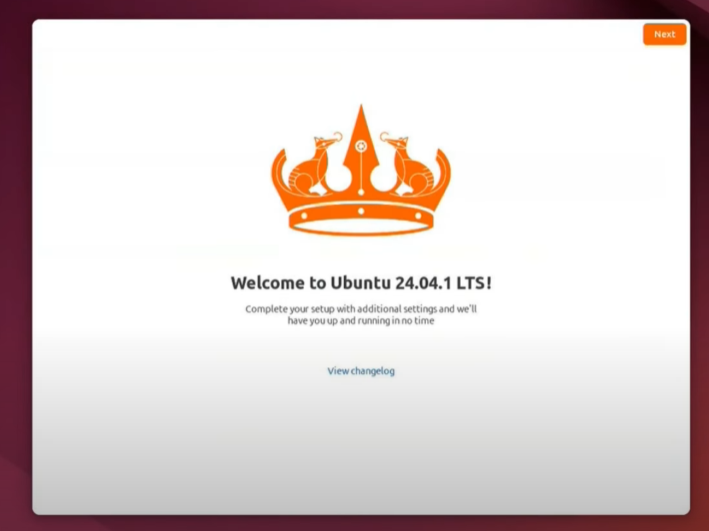 Next
Welcome to Ubuntu 24.04.1 LTS!
Complete your setup with additional settings and we'll
have you up and running in no time
View changelog